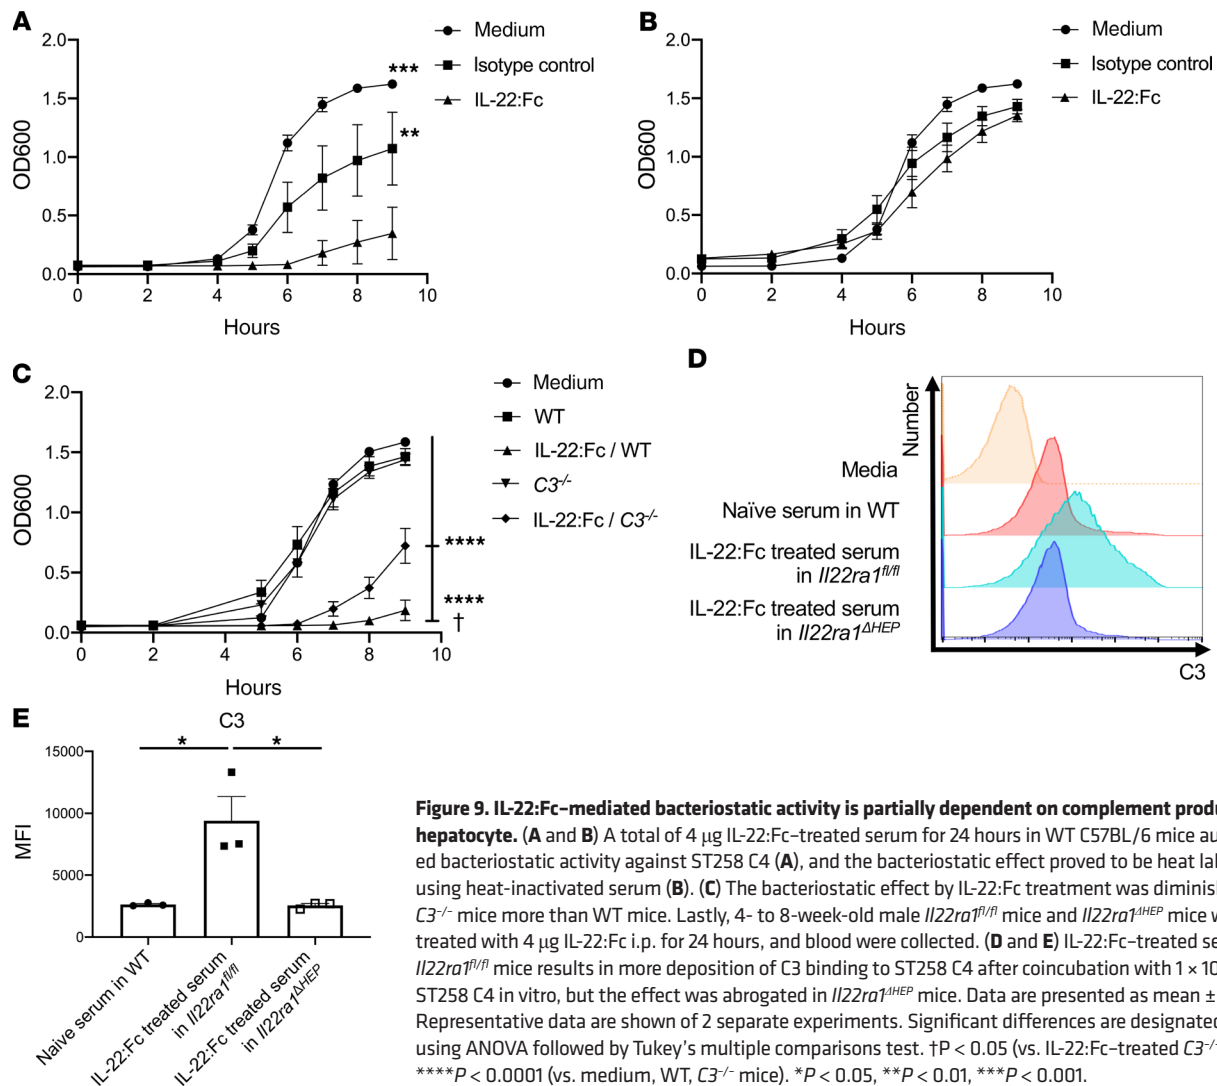 A
Medium
Isotype control
IL-22:Fc
2.0
1.5
1.0
0.5
0.0
OD600
***
**
0 2 4 6 8 10
Hours
B
Medium
Isotype control
IL-22:Fc
2.0
1.5
1.0
0.5
0.0
OD600
0 2 4 6 8 10
Hours
C
Medium
WT
IL-22:Fc / WT
C3-/-
IL-22:Fc / C3-/-
2.0
1.5
1.0
0.5
0.0
OD600
****
****
†
0 2 4 6 8 10
Hours
D
Number
Media
Naïve serum in WT
IL-22:Fc treated serum
in Il22ra1fl/fl
IL-22:Fc treated serum
in Il22ra1ΔHEP
C3
E
C3
* *
15000
10000
5000
0
MFI
Naive serum in WT
IL-22:Fc treated serum
in Il22ra1fl/fl
IL-22:Fc treated serum
in Il22ra1ΔHEP
Figure 9. IL-22:Fc–mediated bacteriostatic activity is partially dependent on complement
hepatocyte. (A and B) A total of 4 μg IL-22:Fc–treated serum for 24 hours in WT C57BL/6 mice
ed bacteriostatic activity against ST258 C4 (A), and the bacteriostatic effect proved to be heat
using heat-inactivated serum (B). (C) The bacteriostatic effect by IL-22:Fc treatment was
C3–/– mice more than WT mice. Lastly, 4- to 8-week-old male Il22ra1fl/fl mice and Il22ra1ΔHEP mice
treated with 4 μg IL-22:Fc i.p. for 24 hours, and blood were collected. (D and E) IL-22:Fc–treated
Il22ra1fl/fl mice results in more deposition of C3 binding to ST258 C4 after coincubation with 1 × 10
ST258 C4 in vitro, but the effect was abrogated in Il22ra1ΔHEP mice. Data are presented as mean ±
Representative data are shown of 2 separate experiments. Significant differences are designated
using ANOVA followed by Tukey's multiple comparisons test. †P < 0.05 (vs. IL-22:Fc–treated C3–/–
****P < 0.0001 (vs. medium, WT, C3–/– mice). *P < 0.05, **P < 0.01, ***P < 0.001.